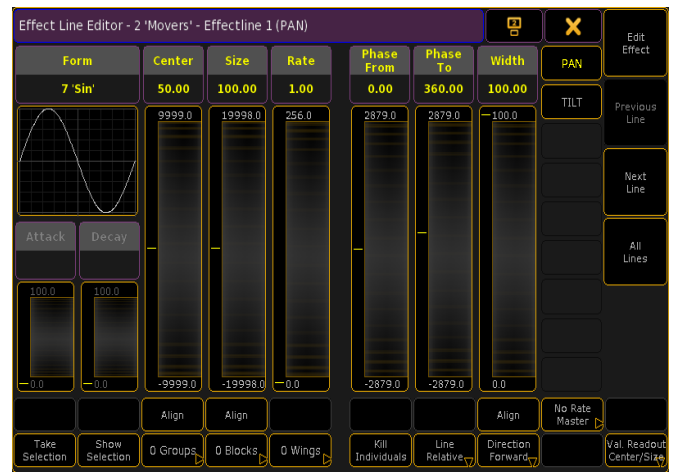 Effect Line Editor - 2 'Movers' - Effectline 1 (PAN)
2
Edit
Effect
Form
Center
Size
Rate
Phase
From
Phase
To
Width
PAN
7 'Sin'
50.00
100.00
1.00
0.00
360.00
100.00
TILT
Previous
Line
9999.0
19998.0
256.0
2879.0
2879.0
100.0
Next
Line
Attack
Decay
All
Lines
100.0
100.0
0.0
0.0
-9999.0
-19998.0
0.0
-2879.0
-2879.0
0.0
Align
Align
Align
No Rate
Master
Take
Selection
Show
Selection
0 Groups
0 Blocks
0 Wings
Kill
Individuals
Line
Relative
Direction
Forward
Val. Readout
Center/Size